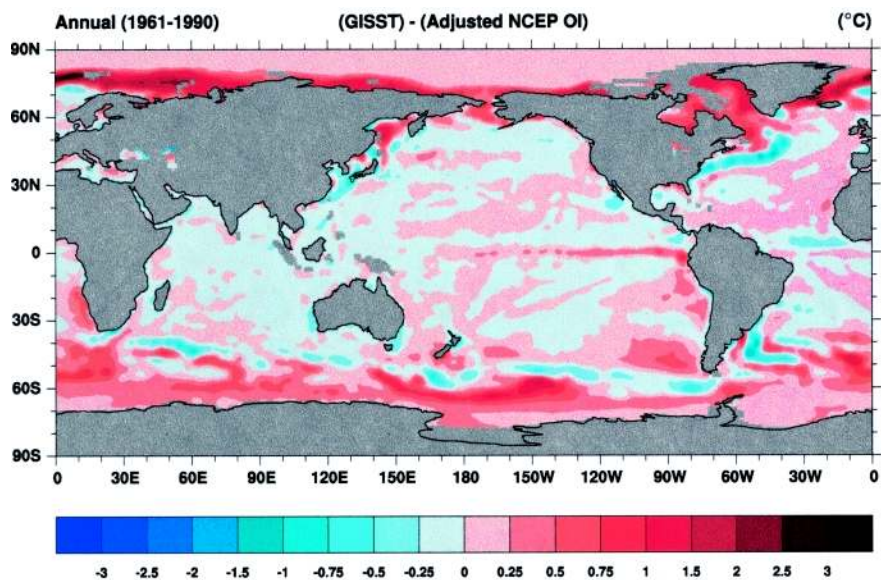 Annual (1961-1990) (GISST) - (Adjusted NCEP OI) (°C)
90N
60N
30N
0
30S
60S
90S
0 30E 60E 90E 120E 150E 180 150W 120W 90W 60W 30W 0
-3 -2.5 -2 -1.5 -1 -0.75 -0.5 -0.25 0 0.25 0.5 0.75 1 1.5 2 2.5 3